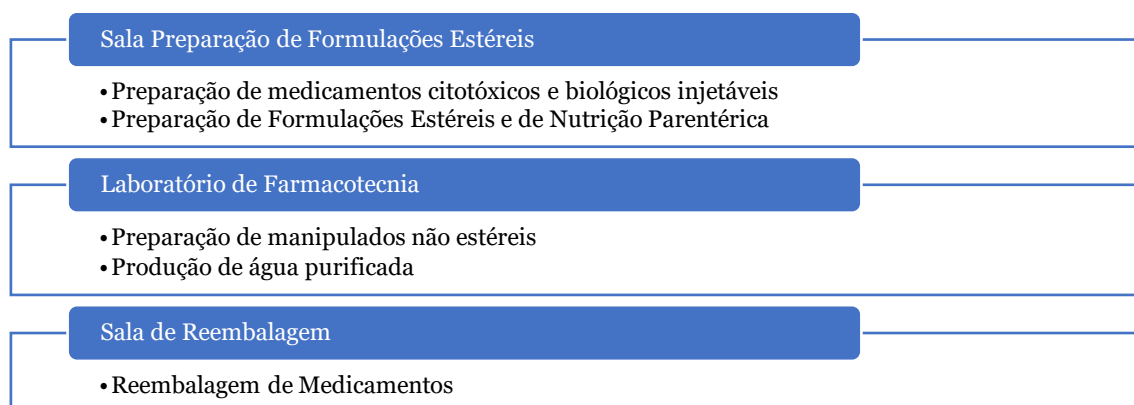 Sala Preparação de Formulações Estéreis
•Preparação de medicamentos citotóxicos e biológicos injetáveis
•Preparação de Formulações Estéreis e de Nutrição Parentérica
Laboratório de Farmacotecnia
•Preparação de manipulados não estéreis
•Produção de água purificada
Sala de Reembalagem
•Reembalagem de Medicamentos